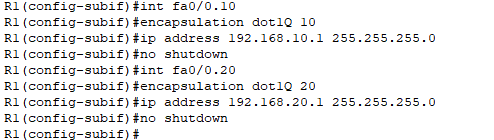 R1(config-subif)#int fa0/0.10
R1(config-subif)#encapsulation dot1Q 10
R1(config-subif)#ip address 192.168.10.1 255.255.255.0
R1(config-subif)#no shutdown
R1(config-subif)#int fa0/0.20
R1(config-subif)#encapsulation dot1Q 20
R1(config-subif)#ip address 192.168.20.1 255.255.255.0
R1(config-subif)#no shutdown
R1(config-subif)#